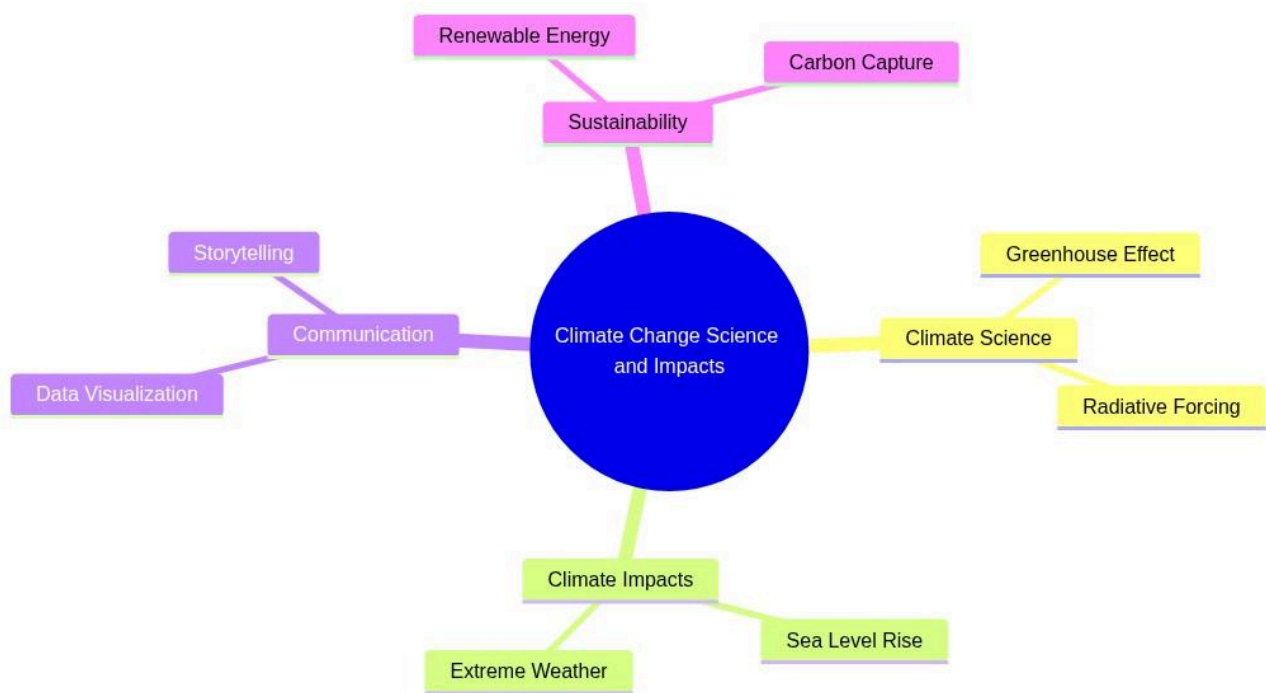 Renewable Energy
Carbon Capture
Sustainability
Storytelling
Greenhouse Effect
Communication
Climate Change Science
and Impacts
Climate Science
Data Visualization
Radiative Forcing
Climate Impacts
Sea Level Rise
Extreme Weather